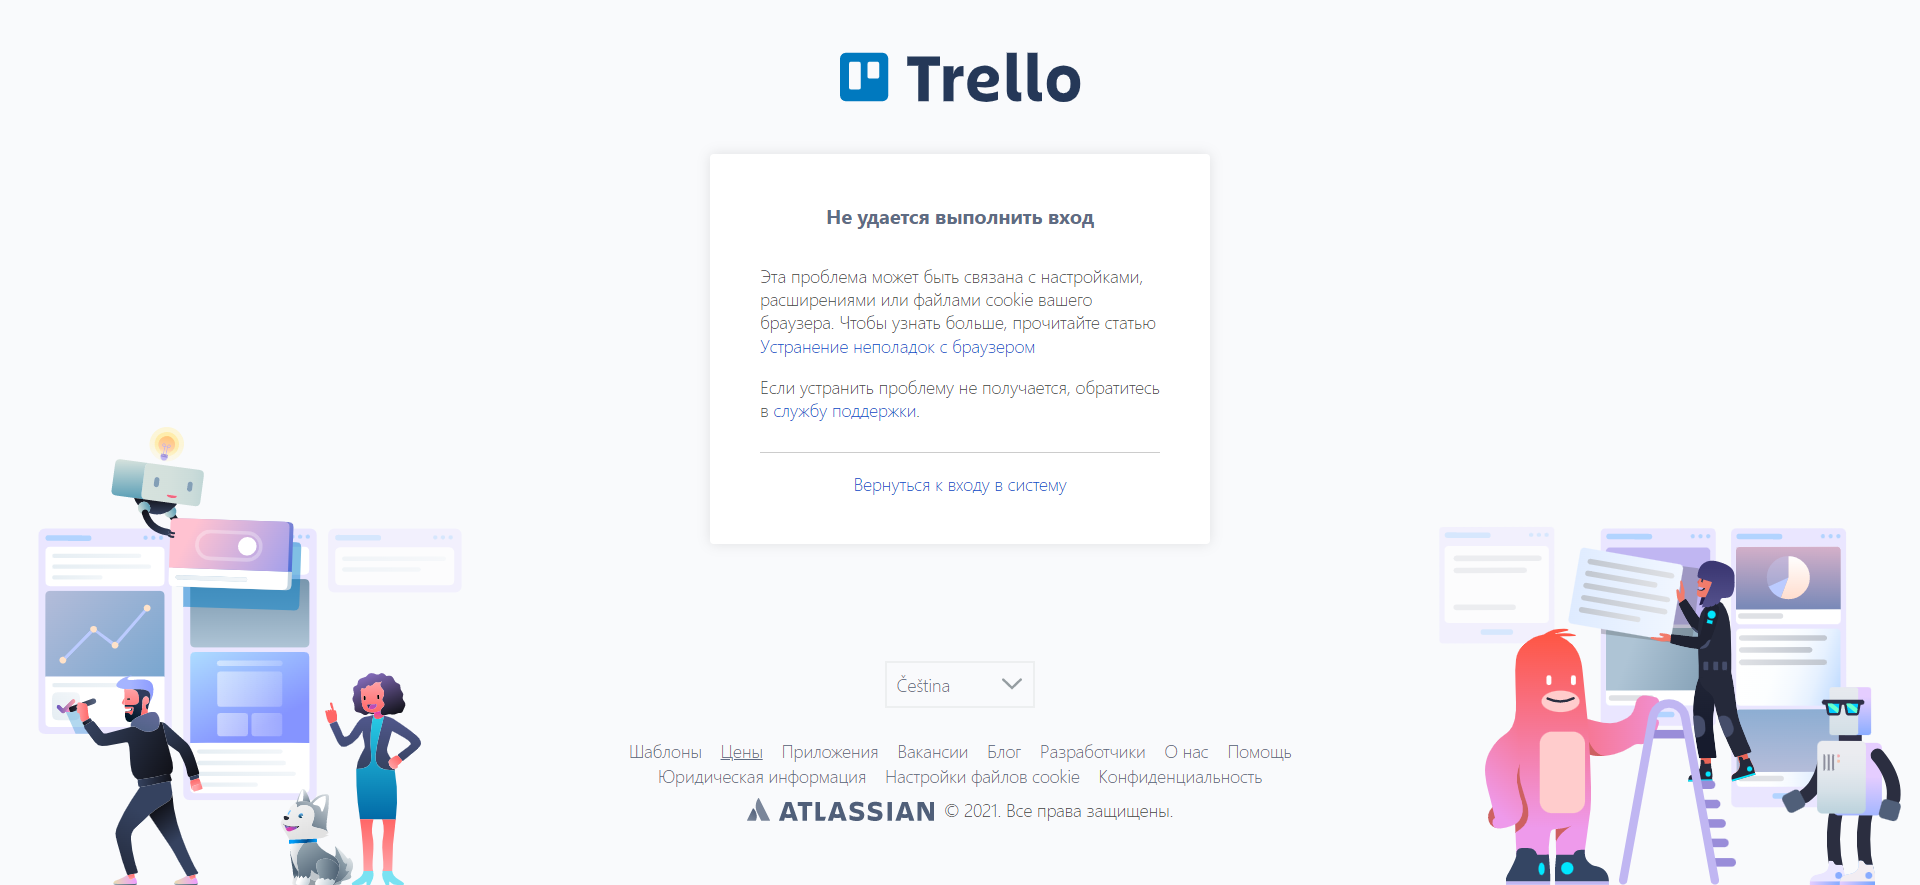 Trello
Не удается выполнить вход
Эта проблема может быть связана с настройками,
расширениями или файлами cookie вашего
браузера. Чтобы узнать больше, прочитайте статью
Устранение неполадок с браузером
Если устранить проблему не получается, обратитесь
в службу поддержки.
Вернуться к входу в систему
Čeština
Шаблоны Цены Приложения Вакансии Блог Разработчики О нас Помощь
Юридическая информация Настройки файлов cookie Конфиденциальность
ATLASSIAN © 2021. Все права защищены.